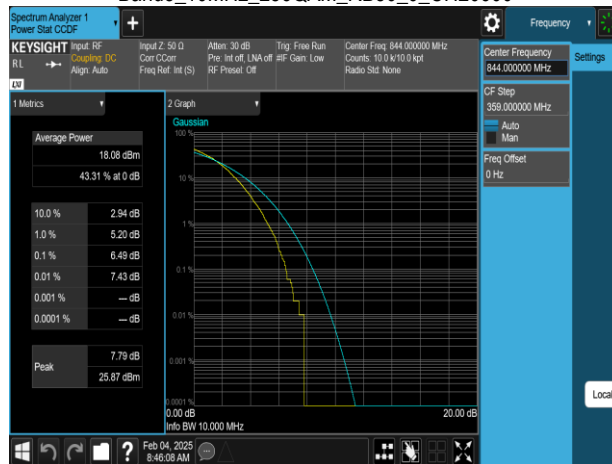 Spectrum Analyzer 1
Power Stat CCDF
Frequency
KEYSIGHT
RL
LXI
Input: RF
Coupling: DC
Align: Auto
Input Z: 50 Ω
Corr CCorr
Freq Ref: Int (S)
Atten: 30 dB
Pre: Int off, LNA off
RF Preset: Off
Trig: Free Run
#IF Gain: Low
Center Freq: 844.000000 MHz
Counts: 10.0 k/10.0 kpt
Radio Std: None
Center Frequency
844.000000 MHz
Settings
CF Step
359.000000 MHz
Auto
Man
Freq Offset
0 Hz
1 Metrics
Average Power
18.08 dBm
43.31 % at 0 dB
10.0 % 2.94 dB
1.0 % 5.20 dB
0.1 % 6.49 dB
0.01 % 7.43 dB
0.001 % --- dB
0.0001 % --- dB
Peak
7.79 dB
25.87 dBm
2 Graph
Gaussian
100 %
10 %
1 %
0.1 %
0.01 %
0.001 %
0.0001 %
0.00 dB
20.00 dB
Info BW 10.000 MHz
Local
?
Feb 04, 2025
8:46:08 AM